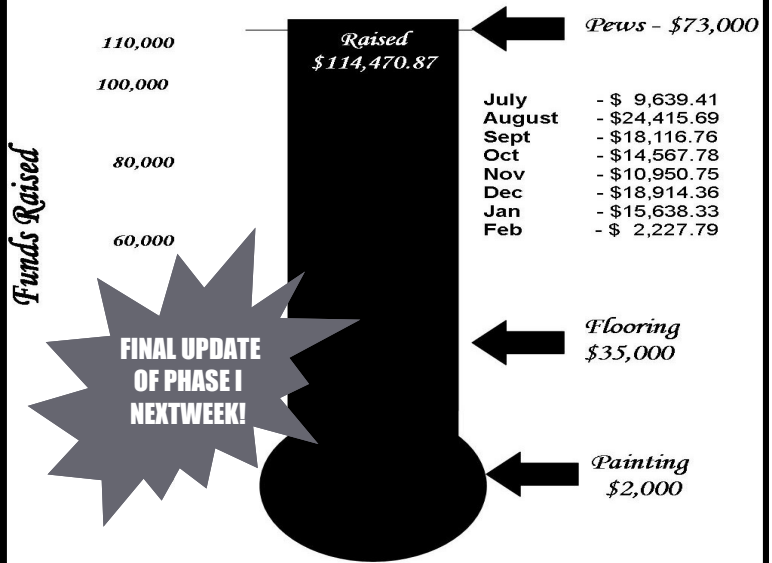 Pews - $73,000
110,000
Raised
$114,470.87
100,000
July - $ 9,639.41
August - $24,415.69
Sept - $18,116.76
Oct - $14,567.78
Nov - $10,950.75
Dec - $18,914.36
Jan - $15,638.33
Feb - $ 2,227.79
80,000
Funds Raised
60,000
FINAL UPDATE
OF PHASE I
NEXTWEEK!
Flooring
$35,000
Painting
$2,000